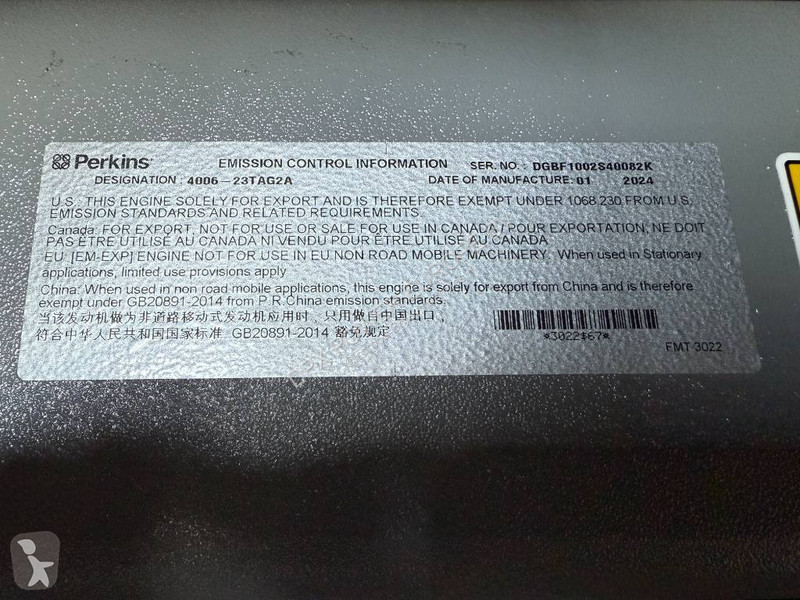 Perkins EMISSION CONTROL INFORMATION SER. NO. : DGBF1002S40082K
DESIGNATION : 4006-23TAG2A DATE OF MANUFACTURE: 01 2024
U.S.: THIS ENGINE SOLELY FOR EXPORT AND IS THEREFORE EXEMPT UNDER 1068.230 FROM U.S.
EMISSION STANDARDS AND RELATED REQUIREMENTS.
Canada: FOR EXPORT, NOT FOR USE OR SALE FOR USE IN CANADA / POUR EXPORTATION, NE DOIT
PAS ÉTRE UTILISÉ AU CANADA NI VENDU POUR ÉTRE UTILISÉ AU CANADA
EU: [EM-EXP] ENGINE NOT FOR USE IN EU NON ROAD MOBILE MACHINERY. When used in Stationary
applications, limited use provisions apply
China: When used in non road mobile applications, this engine is solely for export from China and is therefore
exempt under GB20891-2014 from P.R.China emission standards.
当该发动机做为非道路移动式发动机应用时，只用做自中国出口，
符合中华人民共和国国家标准 GB20891-2014 豁免规定
*3022$67*
FMT 3022